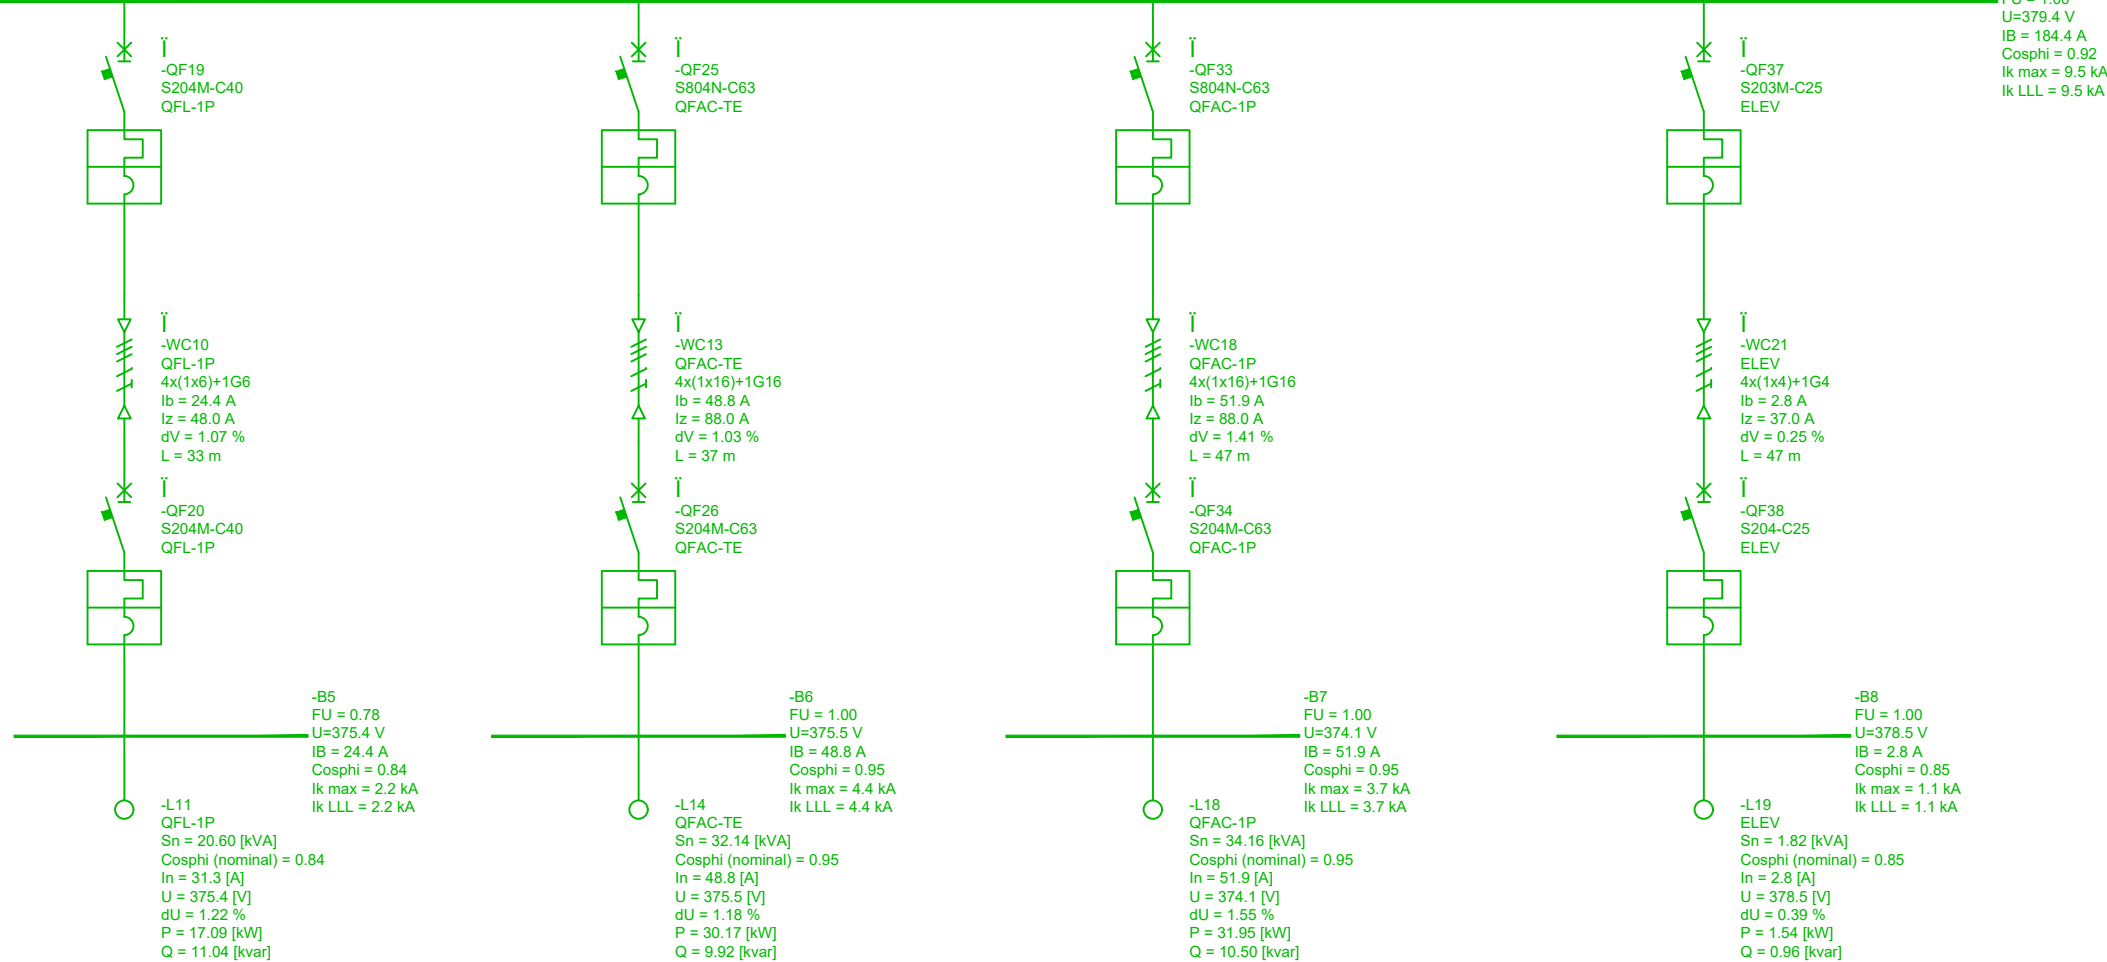 U=379.4 V
IB = 184.4 A
Cosphi = 0.92
Ik max = 9.5 kA
Ik LLL = 9.5 kA
Ï
-QF19
S204M-C40
QFL-1P
Ï
-QF25
S804N-C63
QFAC-TE
Ï
-QF33
S804N-C63
QFAC-1P
Ï
-QF37
S203M-C25
ELEV
Ï
-WC10
QFL-1P
4x(1x6)+1G6
Ib = 24.4 A
Iz = 48.0 A
dV = 1.07 %
L = 33 m
Ï
-WC13
QFAC-TE
4x(1x16)+1G16
Ib = 48.8 A
Iz = 88.0 A
dV = 1.03 %
L = 37 m
Ï
-WC18
QFAC-1P
4x(1x16)+1G16
Ib = 51.9 A
Iz = 88.0 A
dV = 1.41 %
L = 47 m
Ï
-WC21
ELEV
4x(1x4)+1G4
Ib = 2.8 A
Iz = 37.0 A
dV = 0.25 %
L = 47 m
Ï
-QF20
S204M-C40
QFL-1P
Ï
-QF26
S204M-C63
QFAC-TE
Ï
-QF34
S204M-C63
QFAC-1P
Ï
-QF38
S204-C25
ELEV
-B5
FU = 0.78
U=375.4 V
IB = 24.4 A
Cosphi = 0.84
Ik max = 2.2 kA
Ik LLL = 2.2 kA
-B6
FU = 1.00
U=375.5 V
IB = 48.8 A
Cosphi = 0.95
Ik max = 4.4 kA
Ik LLL = 4.4 kA
-B7
FU = 1.00
U=374.1 V
IB = 51.9 A
Cosphi = 0.95
Ik max = 3.7 kA
Ik LLL = 3.7 kA
-B8
FU = 1.00
U=378.5 V
IB = 2.8 A
Cosphi = 0.85
Ik max = 1.1 kA
Ik LLL = 1.1 kA
-L11
QFL-1P
Sn = 20.60 [kVA]
Cosphi (nominal) = 0.84
In = 31.3 [A]
U = 375.4 [V]
dU = 1.22 %
P = 17.09 [kW]
Q = 11.04 [kvar]
-L14
QFAC-TE
Sn = 32.14 [kVA]
Cosphi (nominal) = 0.95
In = 48.8 [A]
U = 375.5 [V]
dU = 1.18 %
P = 30.17 [kW]
Q = 9.92 [kvar]
-L18
QFAC-1P
Sn = 34.16 [kVA]
Cosphi (nominal) = 0.95
In = 51.9 [A]
U = 374.1 [V]
dU = 1.55 %
P = 31.95 [kW]
Q = 10.50 [kvar]
-L19
ELEV
Sn = 1.82 [kVA]
Cosphi (nominal) = 0.85
In = 2.8 [A]
U = 378.5 [V]
dU = 0.39 %
P = 1.54 [kW]
Q = 0.96 [kvar]